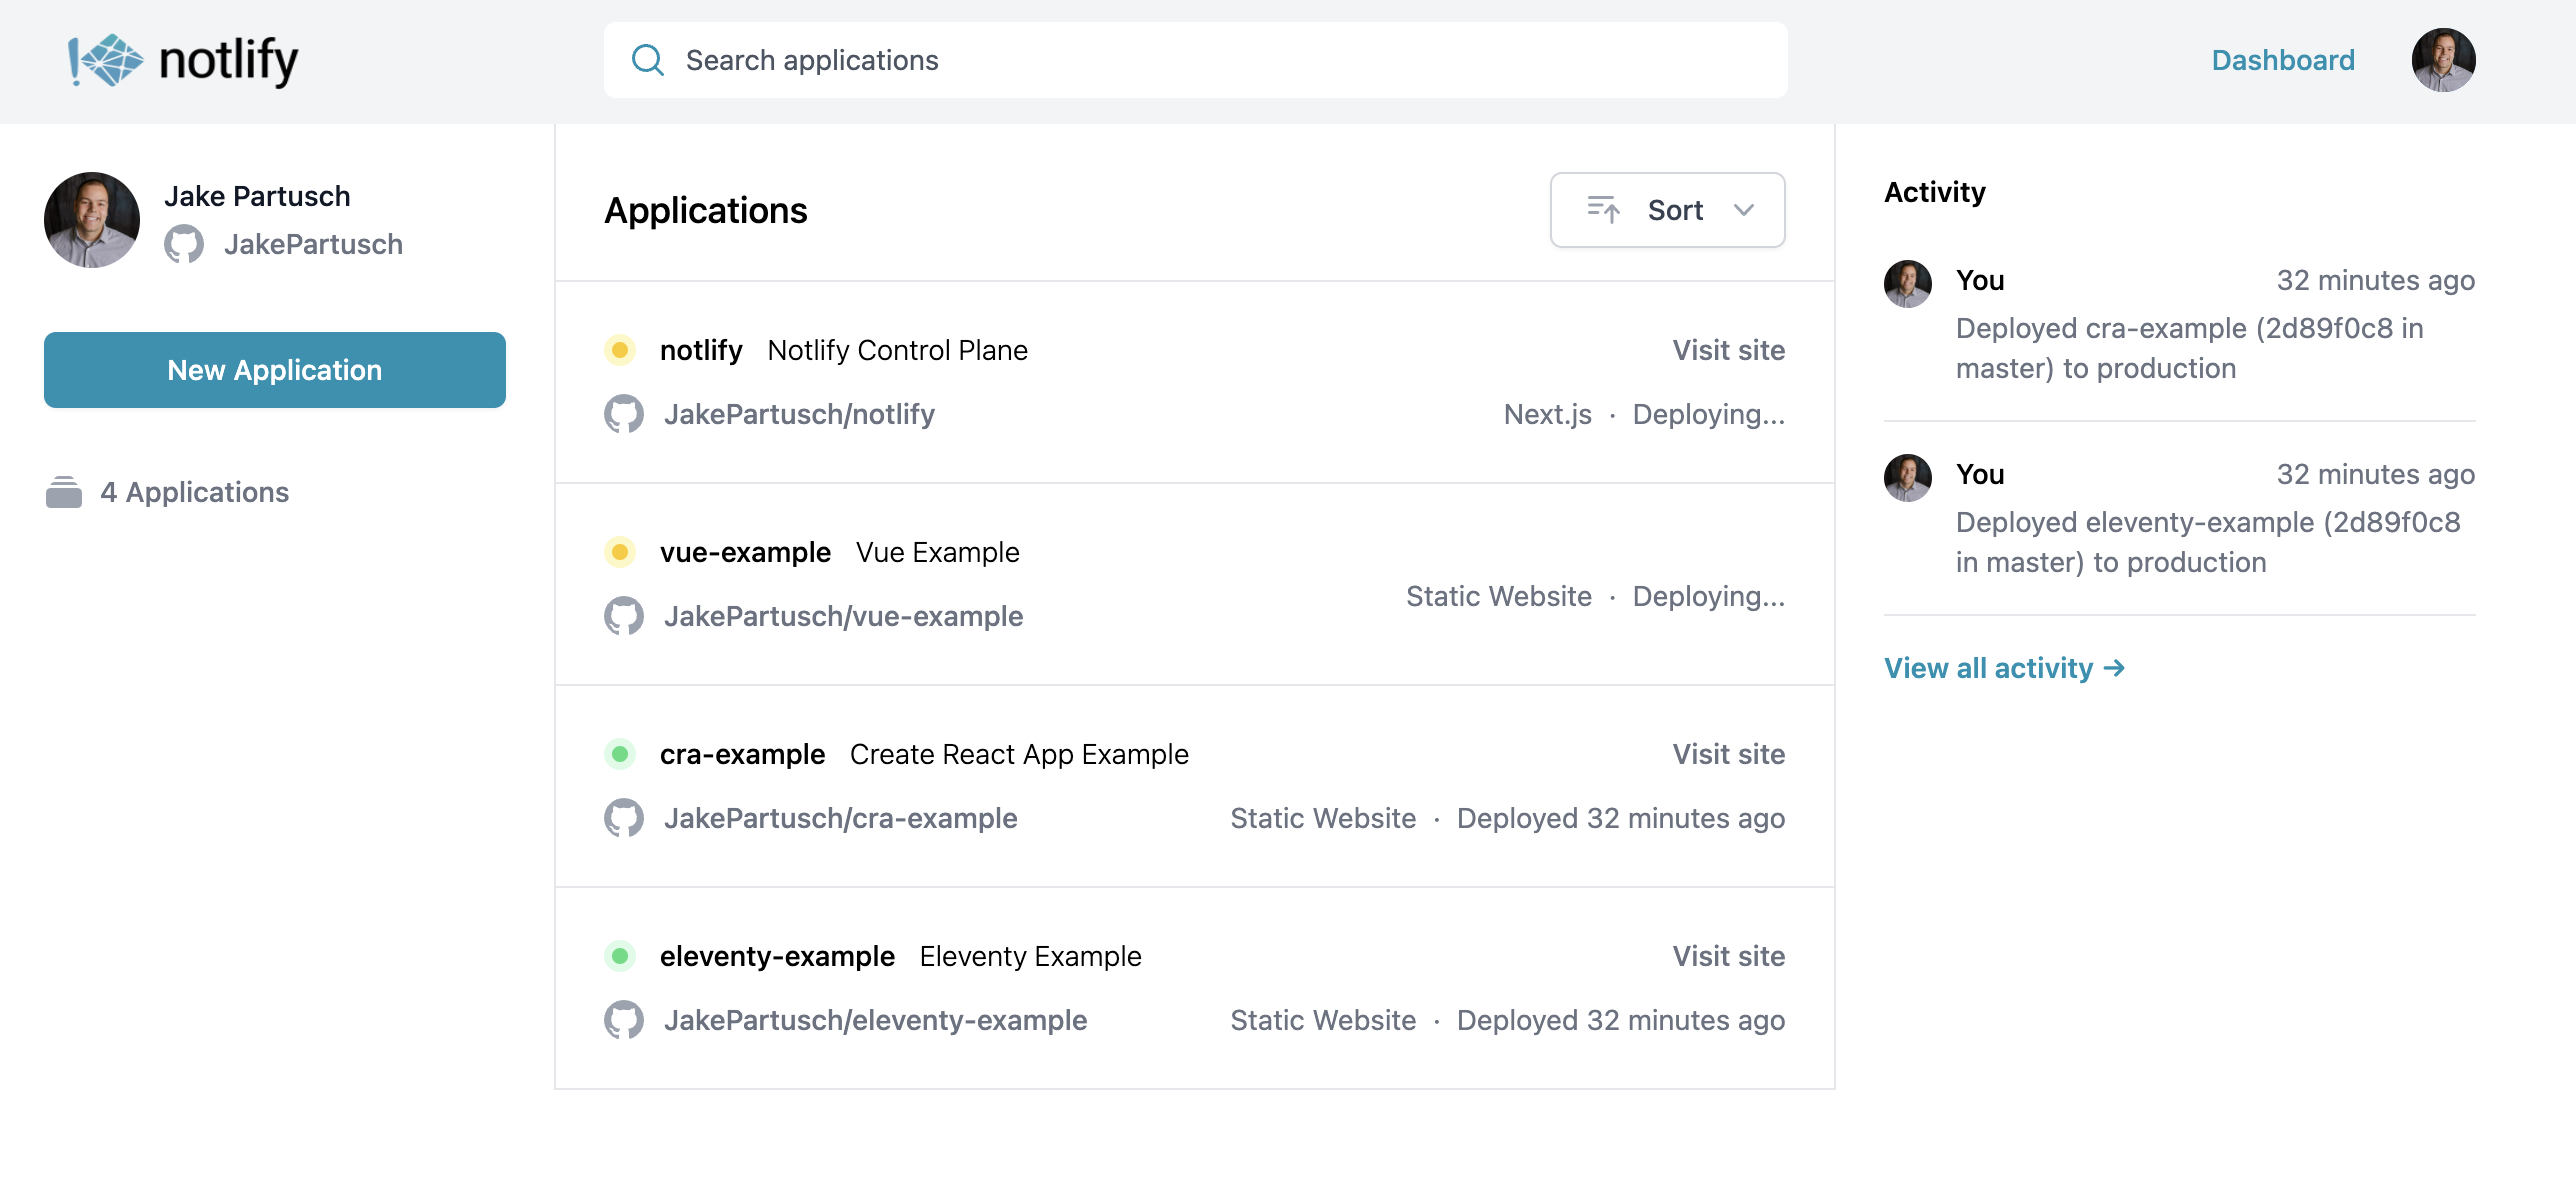 notlify
Search applications
Dashboard
Jake Partusch
JakePartusch
New Application
4 Applications
Applications
Sort
notlify Notlify Control Plane
Visit site
JakePartusch/notlify
Next.js · Deploying...
vue-example Vue Example
JakePartusch/vue-example
Static Website · Deploying...
cra-example Create React App Example
Visit site
JakePartusch/cra-example
Static Website · Deployed 32 minutes ago
eleventy-example Eleventy Example
Visit site
JakePartusch/eleventy-example
Static Website · Deployed 32 minutes ago
Activity
You
32 minutes ago
Deployed cra-example (2d89f0c8 in
master) to production
You
32 minutes ago
Deployed eleventy-example (2d89f0c8
in master) to production
View all activity →